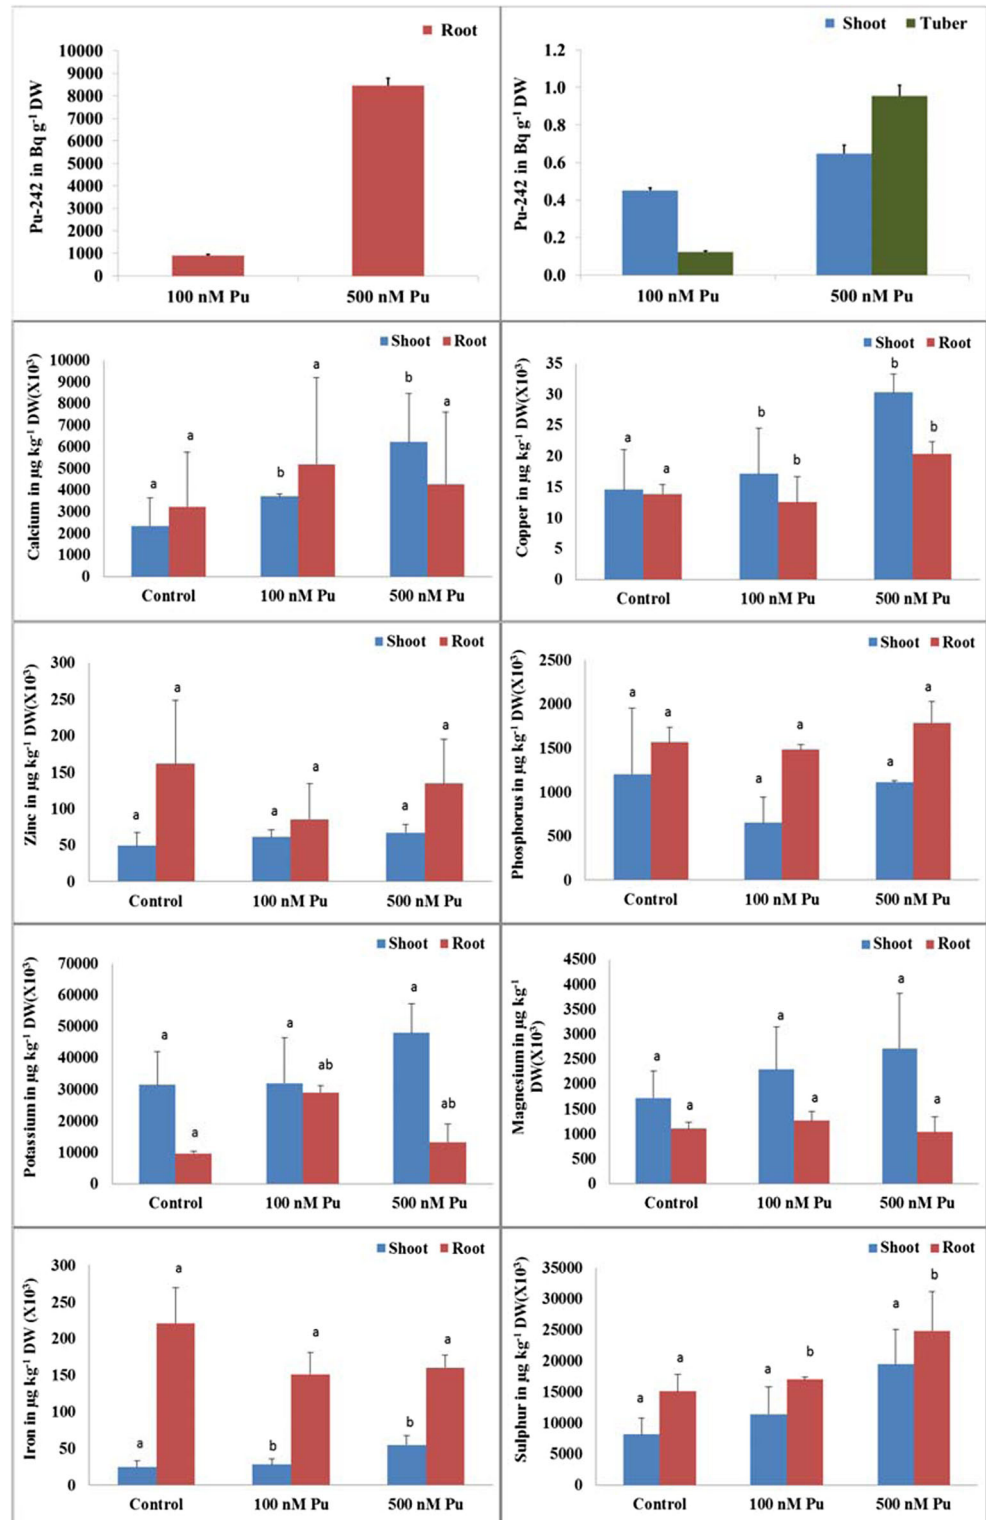 Root
Pu-242 in Bq g-1 DW
10000
9000
8000
7000
6000
5000
4000
3000
2000
1000
0
100 nM Pu 500 nM Pu
Shoot Tuber
Pu-242 in Bq g-1 DW
1.2
1.0
0.8
0.6
0.4
0.2
0.0
100 nM Pu 500 nM Pu
Shoot Root
Calcium in µg kg-1 DW(X10³)
10000
9000
8000
7000
6000
5000
4000
3000
2000
1000
0
a a b a b a
Control 100 nM Pu 500 nM Pu
Shoot Root
Copper in µg kg-1 DW(X10³)
35
30
25
20
15
10
5
0
a a b b b b
Control 100 nM Pu 500 nM Pu
Shoot Root
Zinc in µg kg-1 DW(X10³)
300
250
200
150
100
50
0
a a a a a a
Control 100 nM Pu 500 nM Pu
Shoot Root
Phosphorus in µg kg-1 DW(X10³)
2500
2000
1500
1000
500
0
a a a a a a
Control 100 nM Pu 500 nM Pu
Shoot Root
Potassium in µg kg-1 DW(X10³)
70000
60000
50000
40000
30000
20000
10000
0
a a a ab a ab
Control 100 nM Pu 500 nM Pu
Shoot Root
Magnesium in µg kg-1
DW(X10³)
4500
4000
3500
3000
2500
2000
1500
1000
500
0
a a a a a a
Control 100 nM Pu 500 nM Pu
Shoot Root
Iron in µg kg-1 DW (X10³)
300
250
200
150
100
50
0
a a b a b a
Control 100 nM Pu 500 nM Pu
Shoot Root
Sulphur in µg kg-1 DW(X10³)
35000
30000
25000
20000
15000
10000
5000
0
a a a b a b
Control 100 nM Pu 500 nM Pu